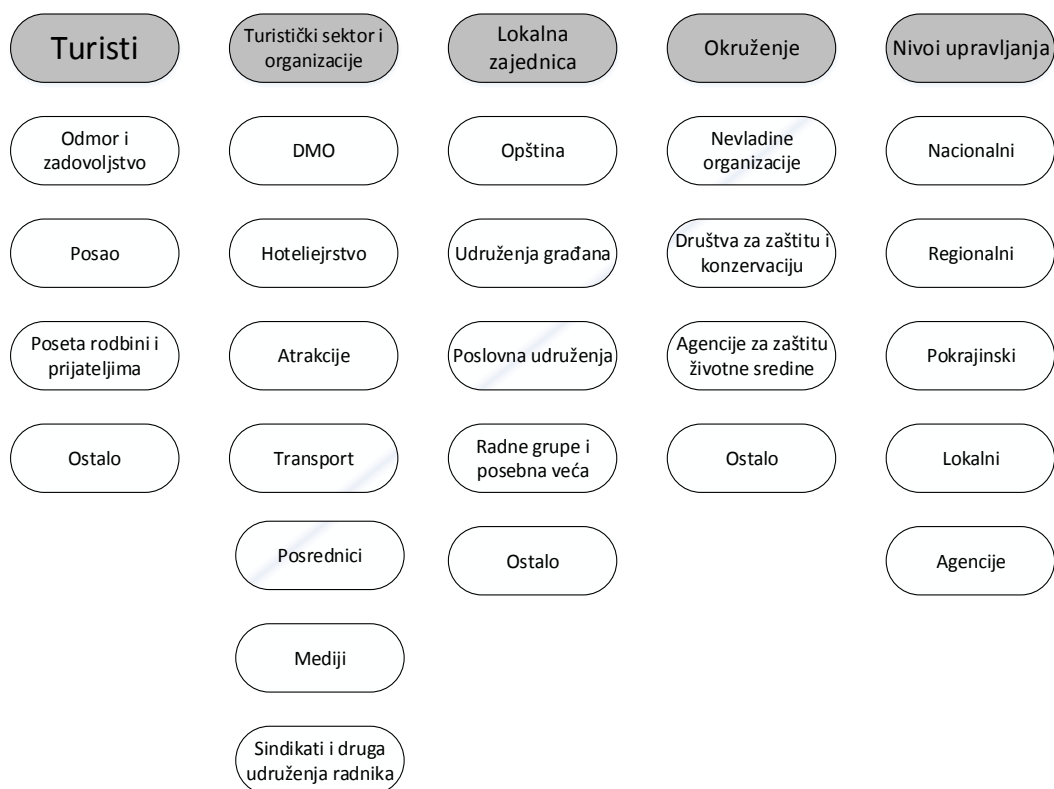 Turisti
Odmor i
zadovoljstvo
Posao
Poseta rodbini i
prijateljima
Ostalo
Turistički sektor i
organizacije
DMO
Hoteliejrstvo
Atrakcije
Transport
Posrednici
Mediji
Sindikati i druga
udruženja radnika
Lokalna
zajednica
Opština
Udruženja građana
Poslovna udruženja
Radne grupe i
posebna veća
Ostalo
Okruženje
Nevladine
organizacije
Društva za zaštitu i
konzervaciju
Agencije za zaštitu
životne sredine
Ostalo
Nivoi upravljanja
Nacionalni
Regionalni
Pokrajinski
Lokalni
Agencije